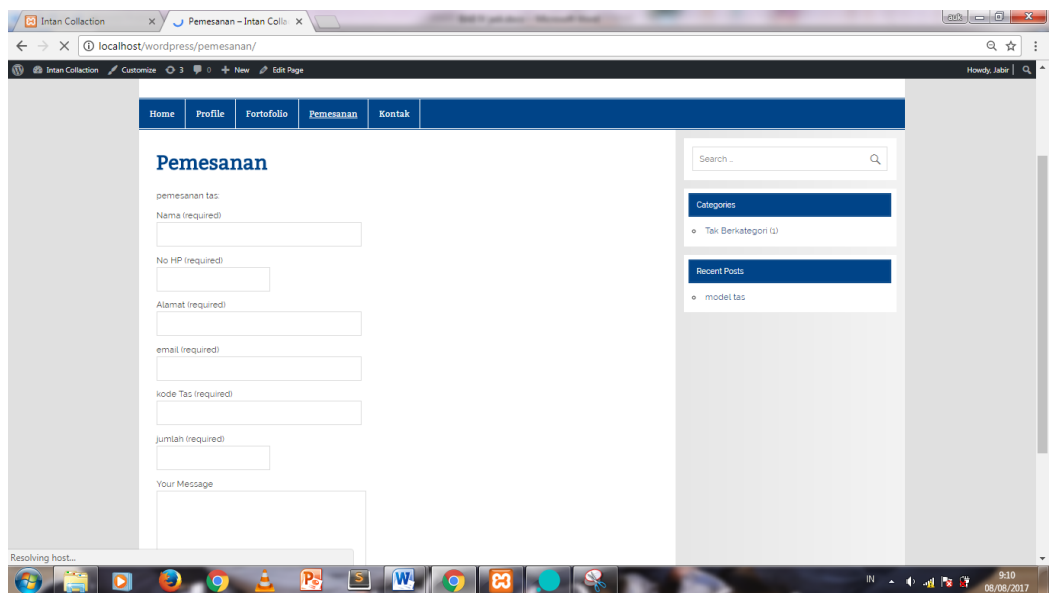 Intan Collaction
Pemesanan – Intan Colla
localhost/wordpress/pemesanan/
Intan Collaction Customize 3 0 + New Edit Page Howdy, Jabir
Home Profile Fortofolio Pemesanan Kontak
Pemesanan
pemesanan tas:
Nama (required)
No HP (required)
Alamat (required)
email (required)
kode Tas (required)
jumlah (required)
Your Message
Search …
Categories
Tak Berkategori (1)
Recent Posts
model tas
Resolving host...
IN
9:10
08/08/2017